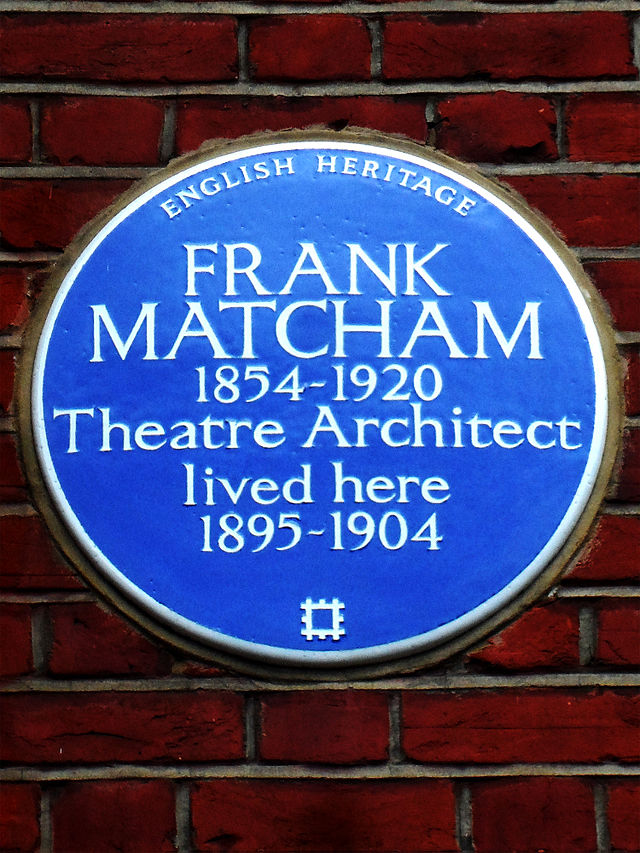 ENGLISH HERITAGE
FRANK
MATCHAM
1854-1920
Theatre Architect
lived here
1895-1904